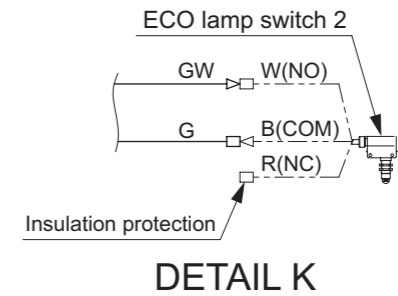 ECO lamp switch 2
GW W(NO)
G B(COM)
R(NC)
Insulation protection
DETAIL K